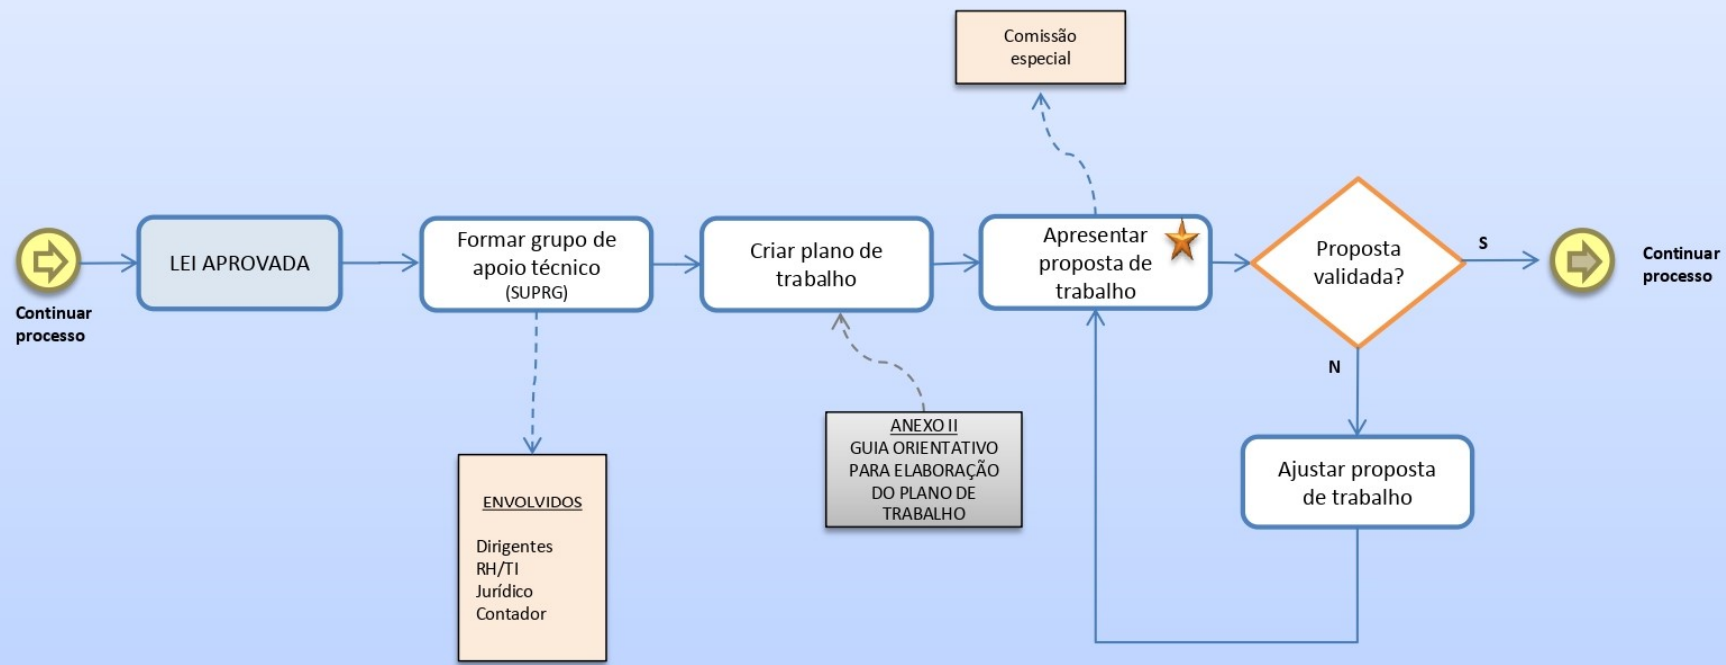 Comissão
especial
Continuar
processo
LEI APROVADA
Formar grupo de
apoio técnico
(SUPRG)
Criar plano de
trabalho
Apresentar
proposta de
trabalho
Proposta
validada?
S
Continuar
processo
N
Ajustar proposta
de trabalho
ANEXO II
GUIA ORIENTATIVO
PARA ELABORAÇÃO
DO PLANO DE
TRABALHO
ENVOLVIDOS
Dirigentes
RH/TI
Jurídico
Contador